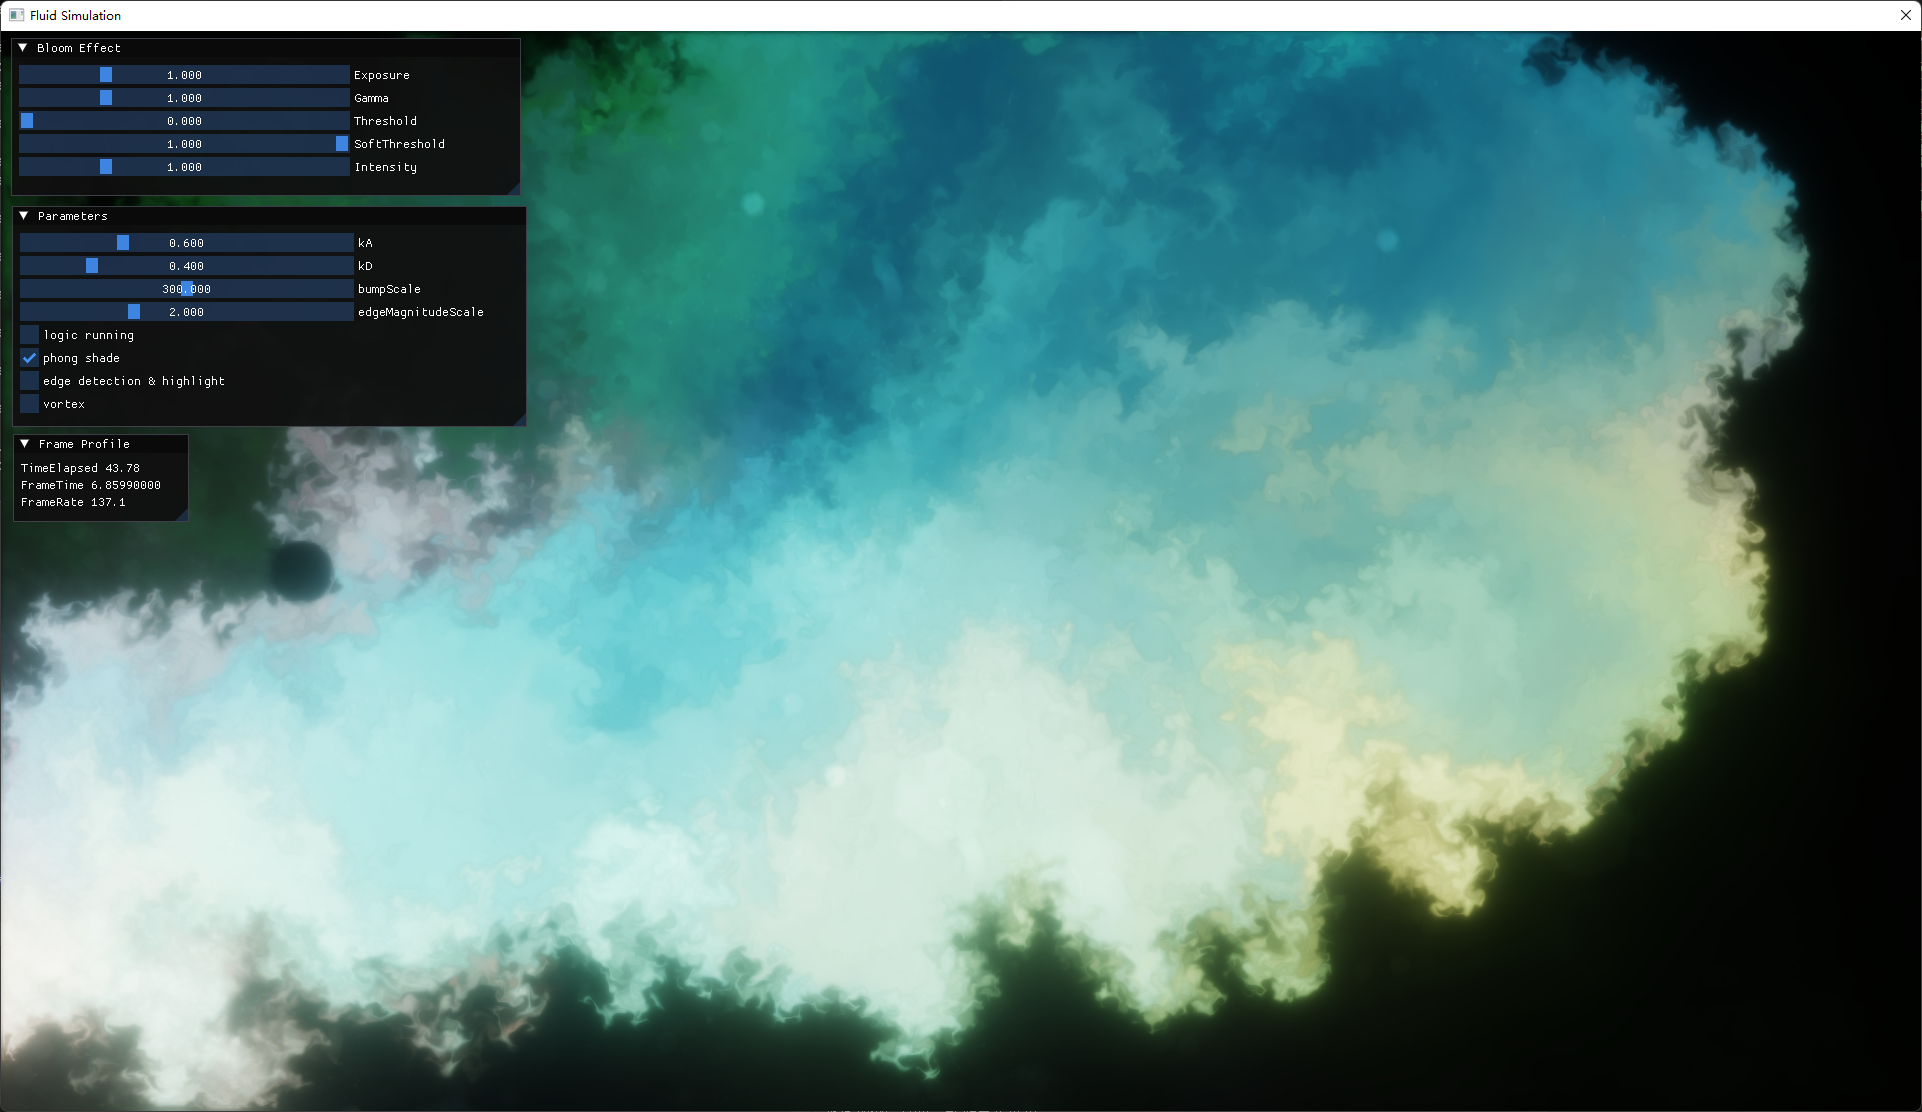 Fluid Simulation
Bloom Effect
1.000 Exposure
1.000 Gamma
0.000 Threshold
1.000 SoftThreshold
1.000 Intensity
Parameters
0.600 kA
0.400 kD
300.000 bumpScale
2.000 edgeMagnitudeScale
logic running
phong shade
edge detection & highlight
vortex
Frame Profile
TimeElapsed 43.78
FrameTime 6.85990000
FrameRate 137.1